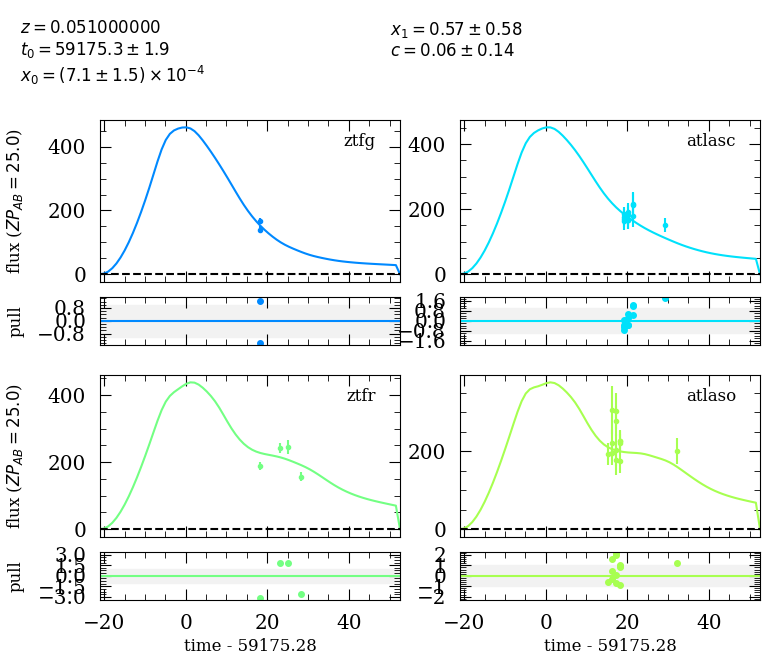 z = 0.051000000
t0 = 59175.3 ± 1.9
x0 = (7.1 ± 1.5) × 10^−4
x1 = 0.57 ± 0.58
c = 0.06 ± 0.14
flux (ZP_AB = 25.0)
400
200
0
ztfg
400
200
0
atlasc
pull
0.8
0.0
−0.8
1.6
0.8
0.0
−0.8
−1.6
flux (ZP_AB = 25.0)
400
200
0
ztfr
200
0
atlaso
pull
3.0
1.5
0.0
−1.5
−3.0
2
1
0
−1
−2
−20 0 20 40
time - 59175.28
−20 0 20 40
time - 59175.28